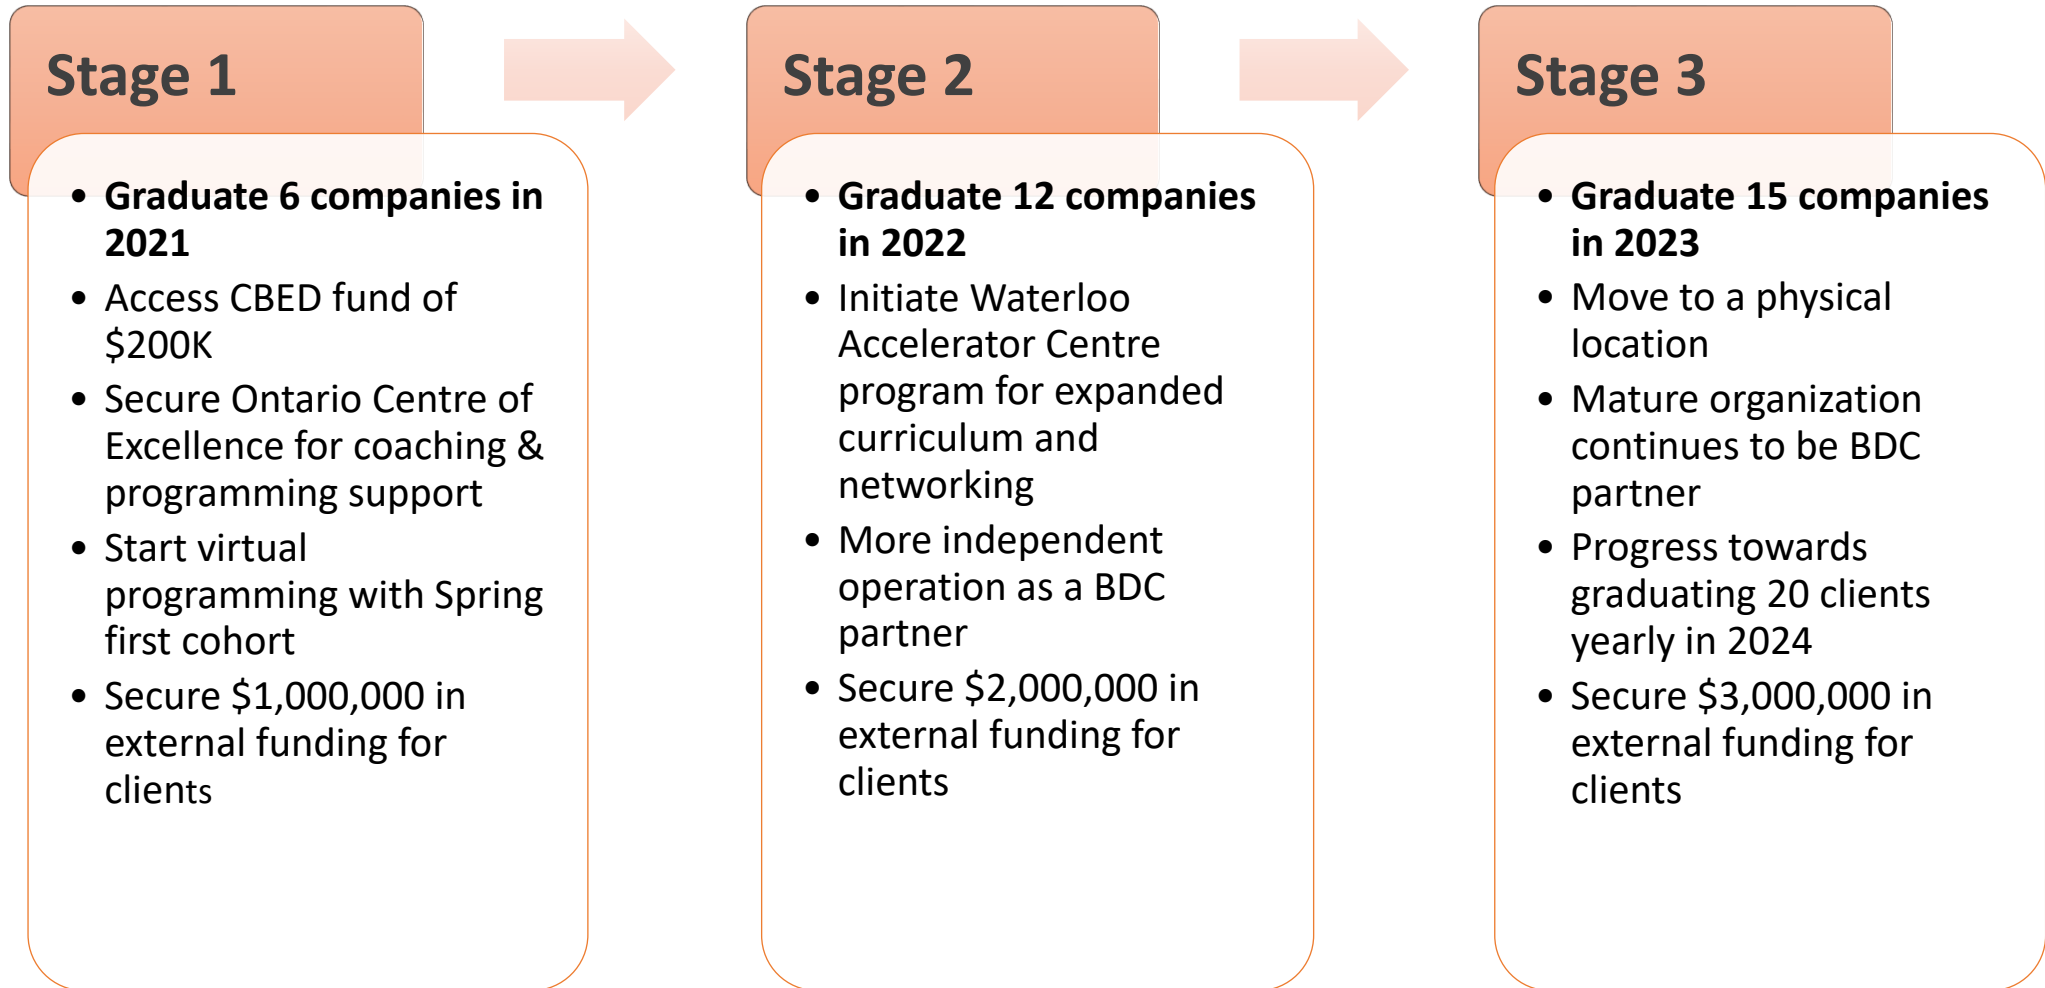 Stage 1
• Graduate 6 companies in
2021
• Access CBED fund of
$200K
• Secure Ontario Centre of
Excellence for coaching &
programming support
• Start virtual
programming with Spring
first cohort
• Secure $1,000,000 in
external funding for
clients
Stage 2
• Graduate 12 companies
in 2022
• Initiate Waterloo
Accelerator Centre
program for expanded
curriculum and
networking
• More independent
operation as a BDC
partner
• Secure $2,000,000 in
external funding for
clients
Stage 3
• Graduate 15 companies
in 2023
• Move to a physical
location
• Mature organization
continues to be BDC
partner
• Progress towards
graduating 20 clients
yearly in 2024
• Secure $3,000,000 in
external funding for
clients